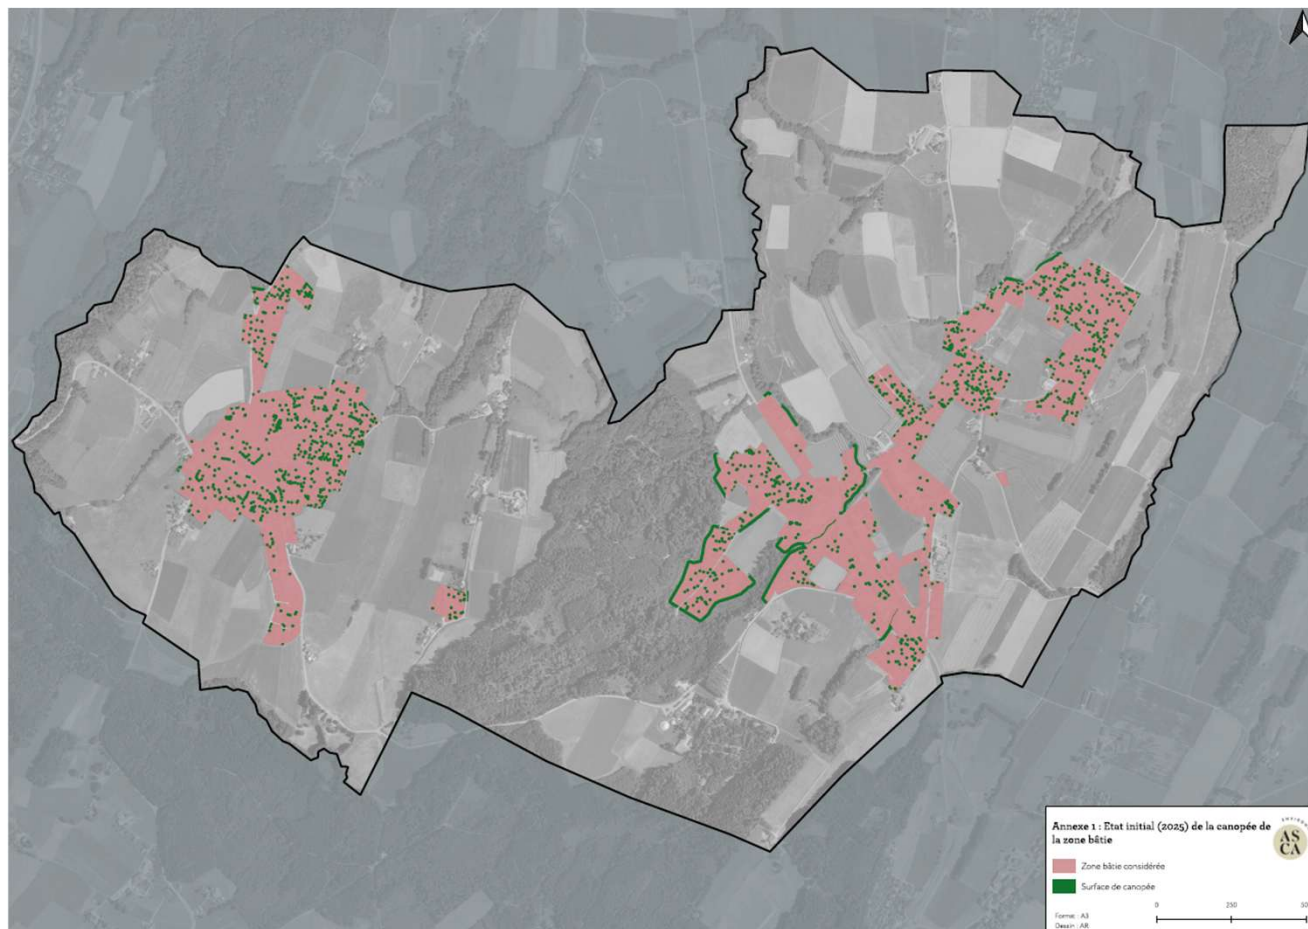 Annexe 1 : Etat initial (2025) de la canopée de
la zone bâtie
AS
CA
Zone bâtie considérée
Surface de canopée
Format : A3
Dessin : AR
0 250